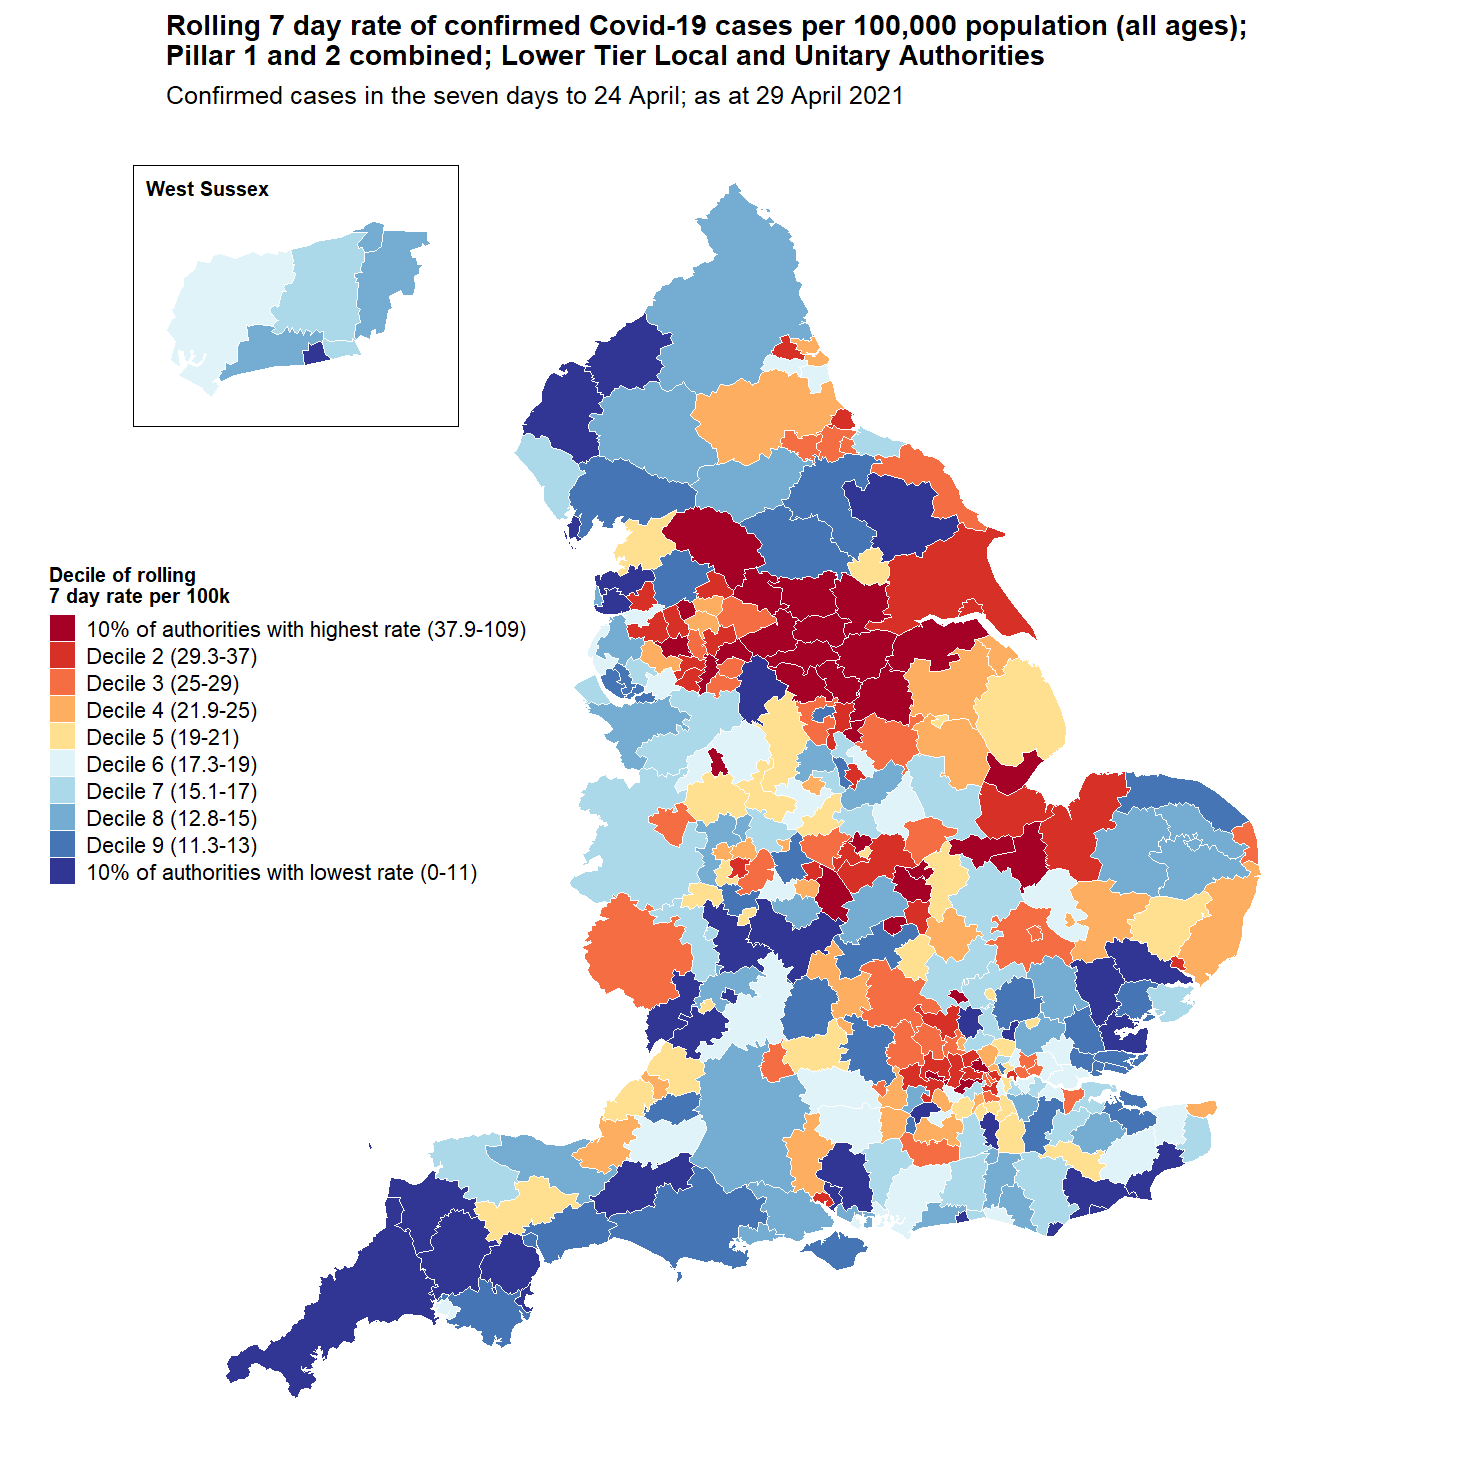 Rolling 7 day rate of confirmed Covid-19 cases per 100,000 population (all ages);
Pillar 1 and 2 combined; Lower Tier Local and Unitary Authorities
Confirmed cases in the seven days to 24 April; as at 29 April 2021
West Sussex
Decile of rolling
7 day rate per 100k
10% of authorities with highest rate (37.9-109)
Decile 2 (29.3-37)
Decile 3 (25-29)
Decile 4 (21.9-25)
Decile 5 (19-21)
Decile 6 (17.3-19)
Decile 7 (15.1-17)
Decile 8 (12.8-15)
Decile 9 (11.3-13)
10% of authorities with lowest rate (0-11)